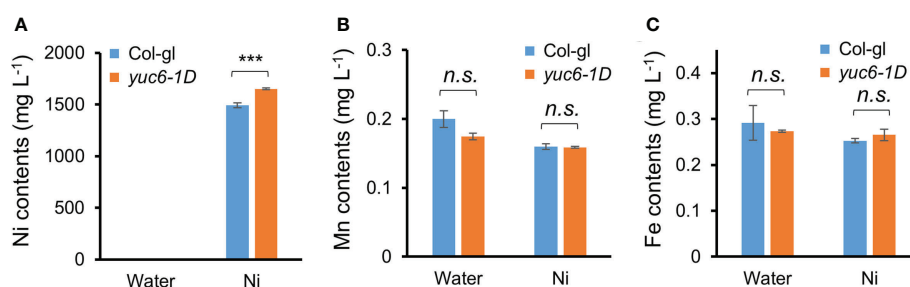 A
Ni contents (mg L-1)
2000
1500
1000
500
0
Col-gl
yuc6-1D
***
Water
Ni
B
Mn contents (mg L-1)
0.3
0.2
0.1
0
Col-gl
yuc6-1D
n.s.
n.s.
Water
Ni
C
Fe contents (mg L-1)
0.4
0.3
0.2
0.1
0
Col-gl
yuc6-1D
n.s.
n.s.
Water
Ni